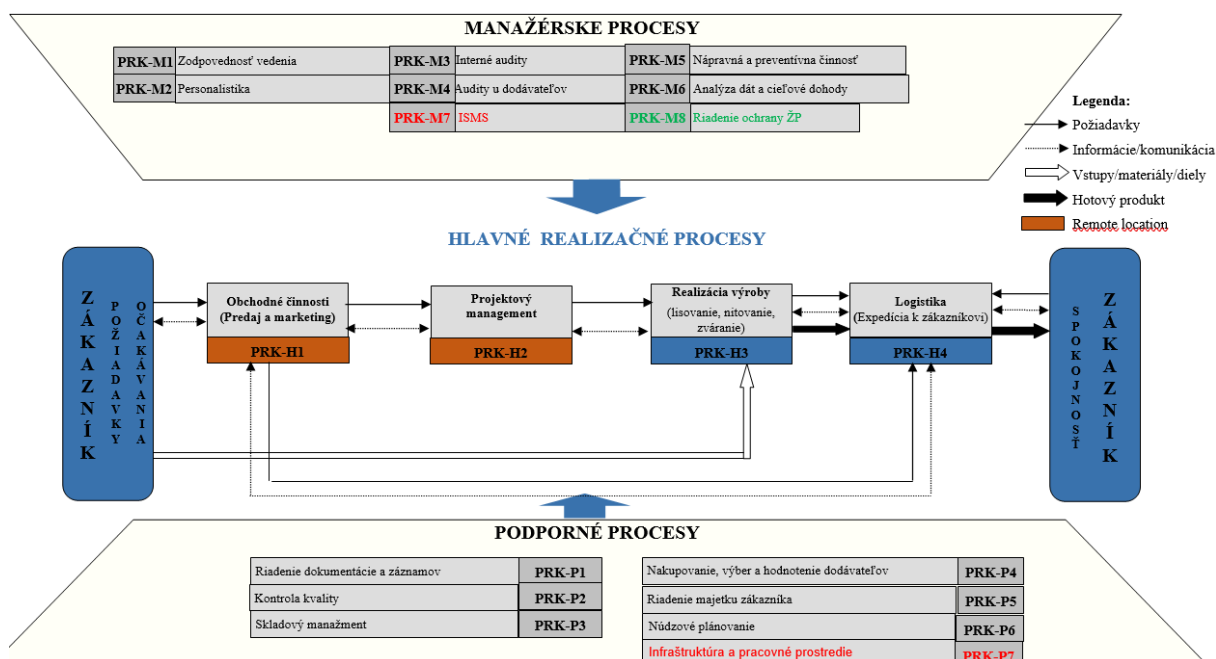 MANAŽÉRSKE PROCESY
PRK-M1 Zodpovednosť vedenia PRK-M3 Interné audity PRK-M5 Nápravná a preventívna činnosť
PRK-M2 Personalistika PRK-M4 Audity u dodávateľov PRK-M6 Analýza dát a cieľové dohody
PRK-M7 ISMS PRK-M8 Riadenie ochrany ŽP
Legenda:
Požiadavky
Informácie/komunikácia
Vstupy/materiály/diely
Hotový produkt
Remote location
HLAVNÉ REALIZAČNÉ PROCESY
ZÁKAZNÍK
POŽIADAVKY
OČAKÁVANIA
Obchodné činnosti
(Predaj a marketing)
PRK-H1
Projektový
management
PRK-H2
Realizácia výroby
(lisovanie, nitovanie,
zváranie)
PRK-H3
Logistika
(Expedícia k zákazníkovi)
PRK-H4
SPOKOJNOSŤ
ZÁKAZNÍK
PODPORNÉ PROCESY
Riadenie dokumentácie a záznamov PRK-P1
Kontrola kvality PRK-P2
Skladový manažment PRK-P3
Nakupovanie, výber a hodnotenie dodávateľov PRK-P4
Riadenie majetku zákazníka PRK-P5
Núdzové plánovanie PRK-P6
Infraštruktúra a pracovné prostredie PRK-P7